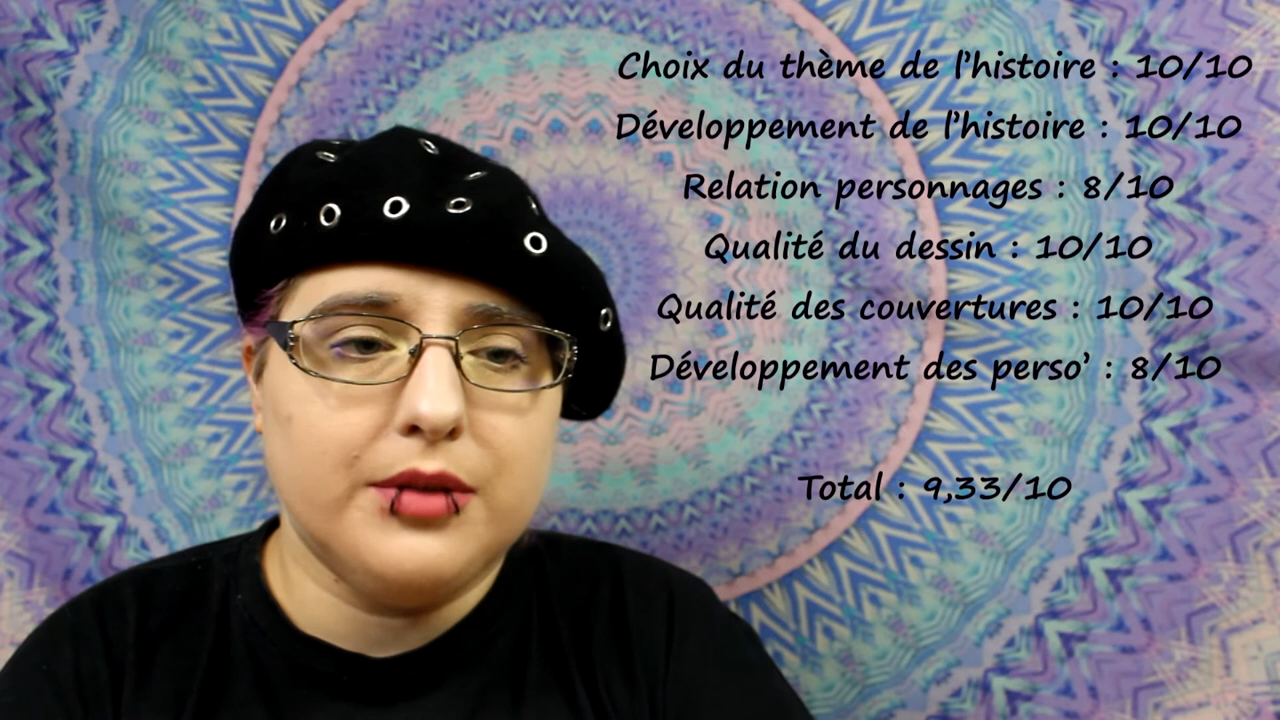 Choix du thème de l'histoire : 10/10
Développement de l'histoire : 10/10
Relation personnages : 8/10
Qualité du dessin : 10/10
Qualité des couvertures : 10/10
Développement des perso' : 8/10
Total : 9,33/10